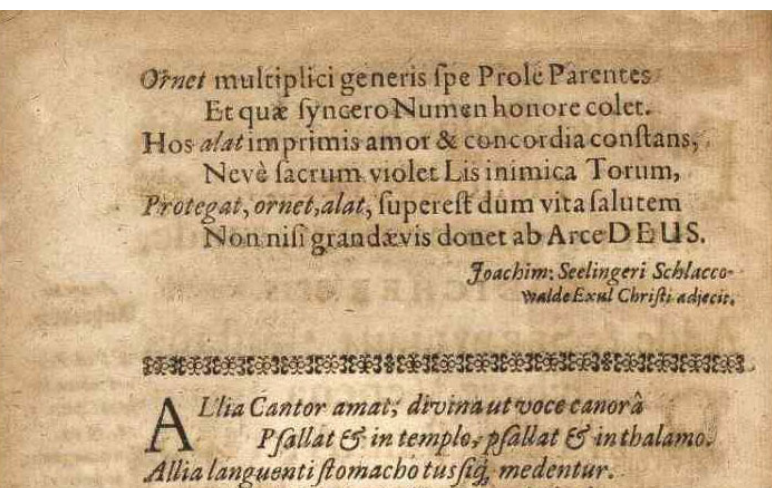 Ornet multiplici generis ſpe Prole Parentes
Et quæ ſyncero Numen honore colet.
Hos alat imprimis amor & concordia conſtans,
Nevè ſacrum violet Lis inimica Torum,
Protegat, ornet, alat, ſupereſt dum vita ſalutem
Non niſi grandævis donet ab Arce DEUS.
Joachim: Seelingeri Schlacco-
walde Exul Chriſti adjecit.
ALlia Cantor amat; divina ut voce canorâ
Pſallat & in templo, pſallat & in thalamo.
Allia languenti ſtomacho tuſſiq; medentur.